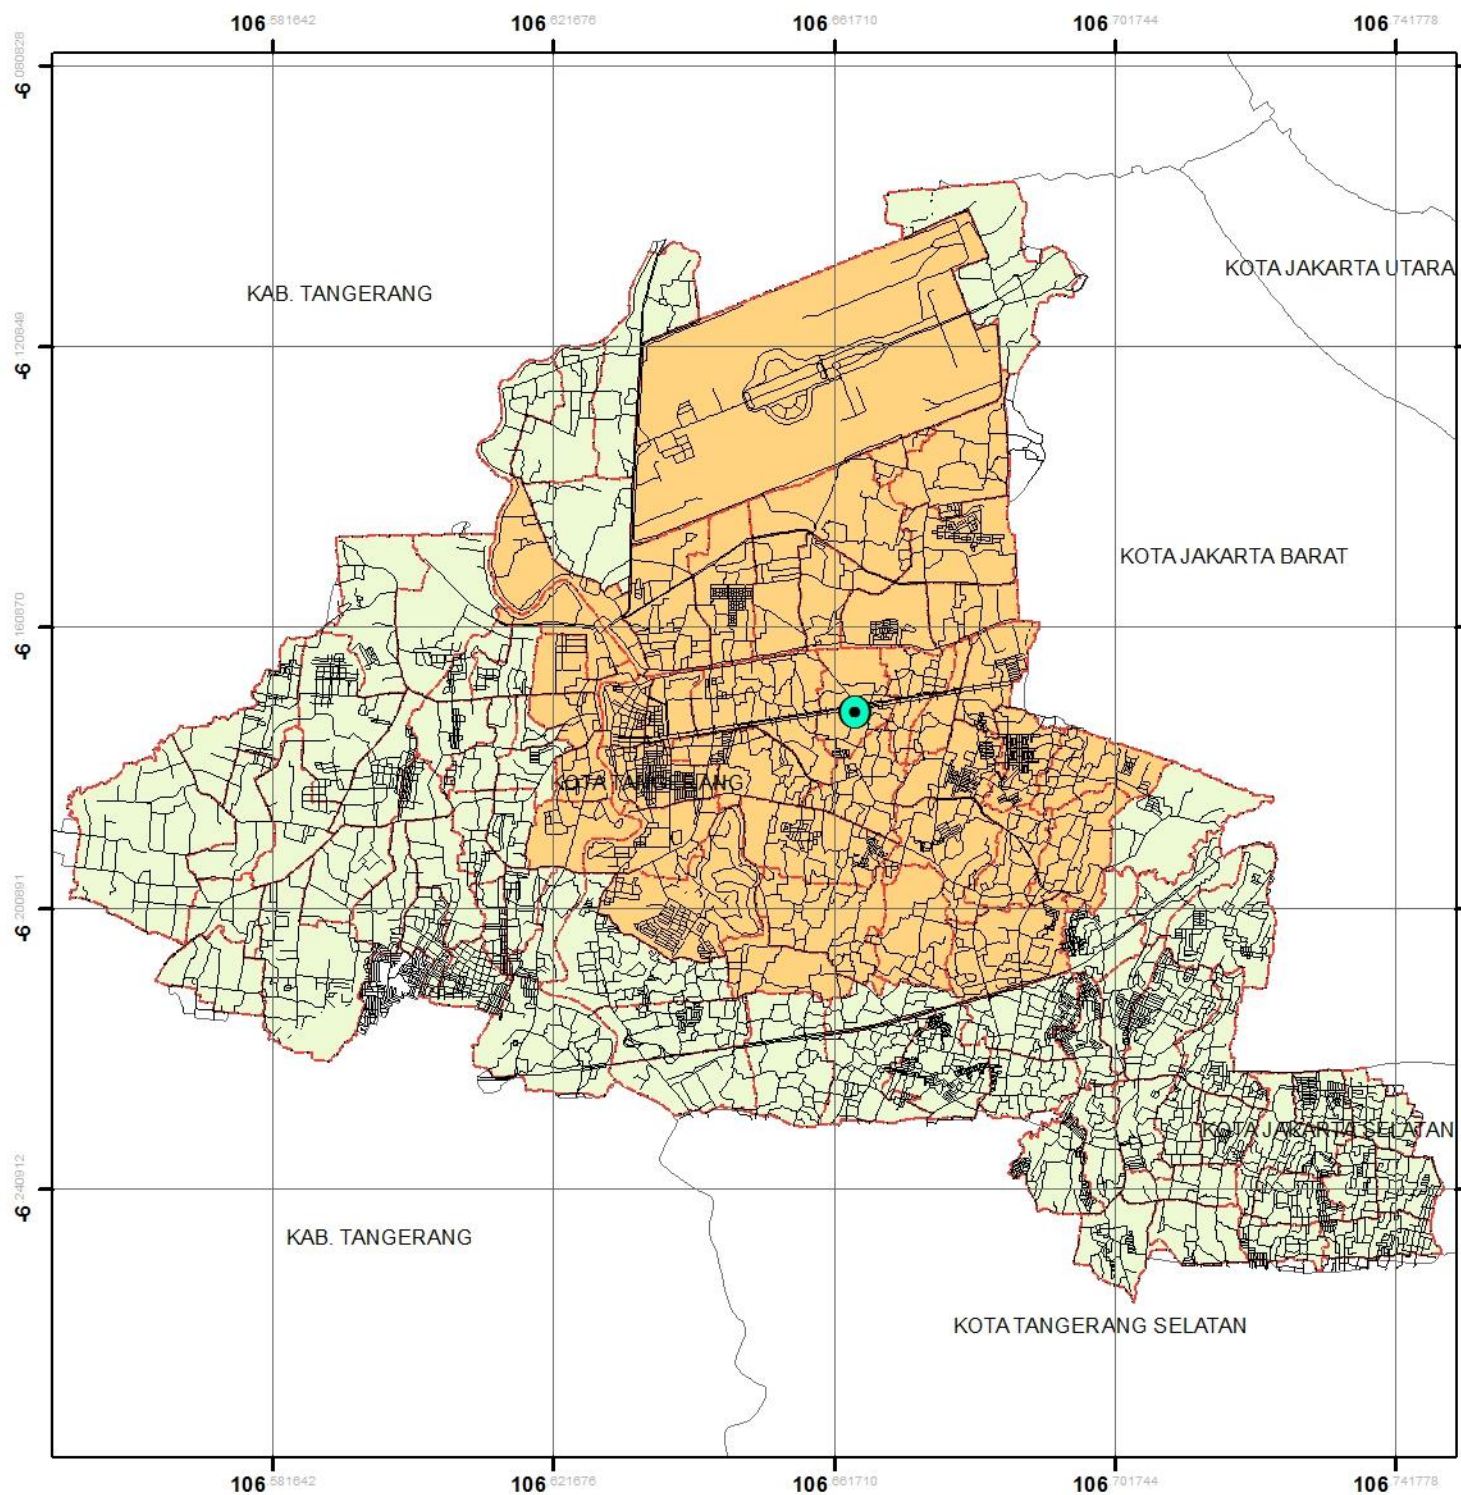 106.581642 106.621676 106.661710 106.701744 106.741778
-6.080828
KOTA JAKARTA UTARA
KAB. TANGERANG
-6.120849
KOTA JAKARTA BARAT
-6.160870
KOTA TANGERANG
-6.200891
KOTA JAKARTA SELATAN
-6.240912
KAB. TANGERANG
KOTA TANGERANG SELATAN
106.581642 106.621676 106.661710 106.701744 106.741778